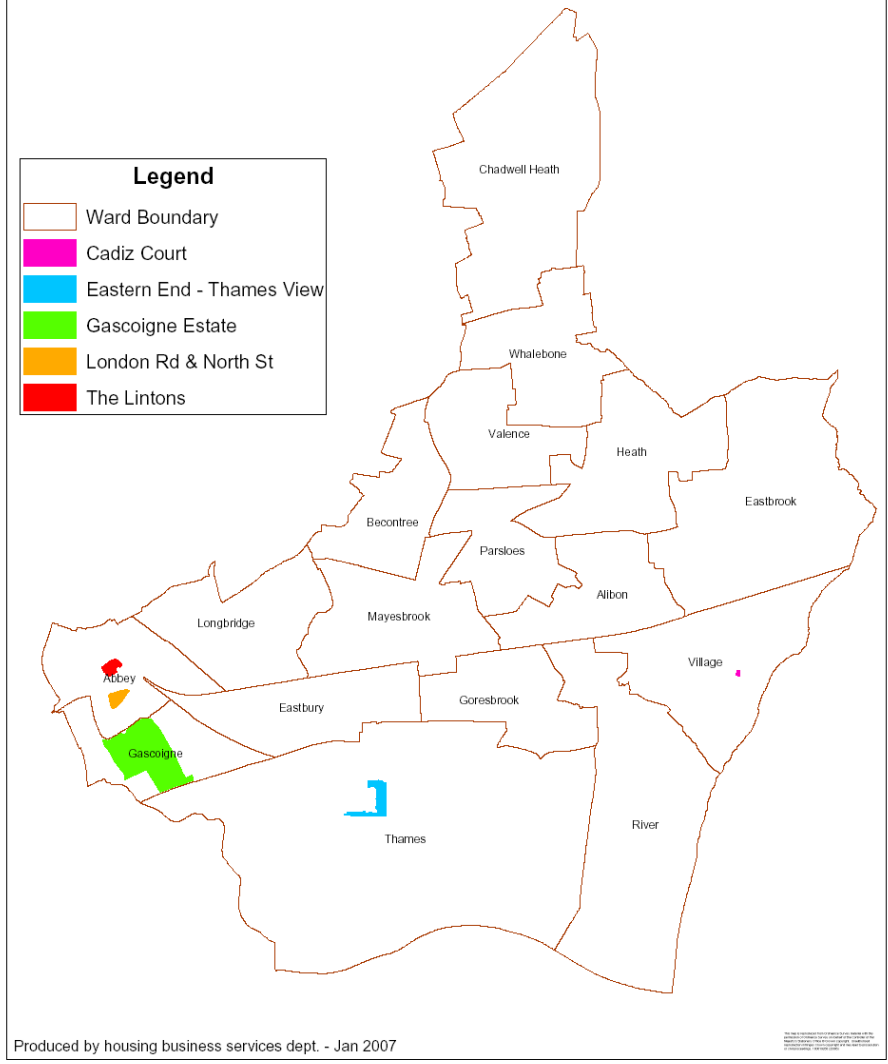 Chadwell Heath
Legend
Ward Boundary
Cadiz Court
Eastern End - Thames View
Gascoigne Estate
London Rd & North St
The Lintons
Whalebone
Valence
Heath
Eastbrook
Becontree
Parsloes
Alibon
Mayesbrook
Longbridge
Village
Abbey
Eastbury
Goresbrook
Gascoigne
River
Thames
Produced by housing business services dept. - Jan 2007